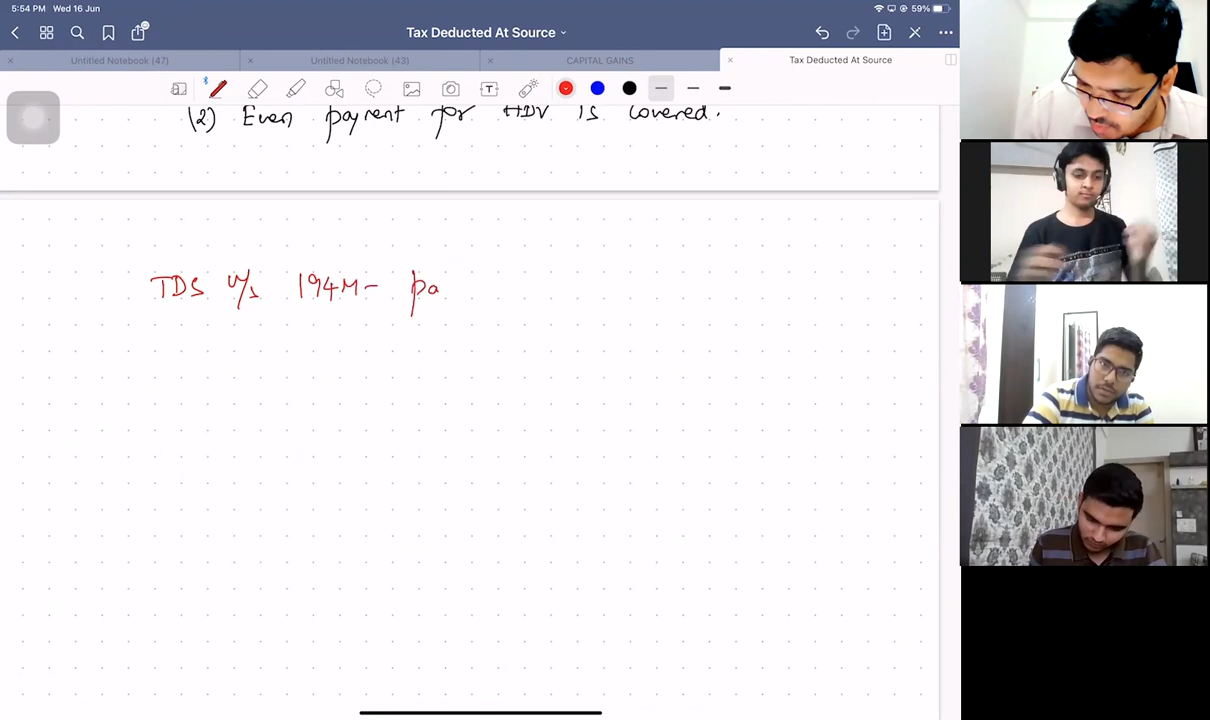 5:54 PM Wed 16 Jun
59%
Tax Deducted At Source
Untitled Notebook (47)
Untitled Notebook (43)
CAPITAL GAINS
Tax Deducted At Source
(2) Even payment for HDV is covered.
TDS u/s 194M- pa